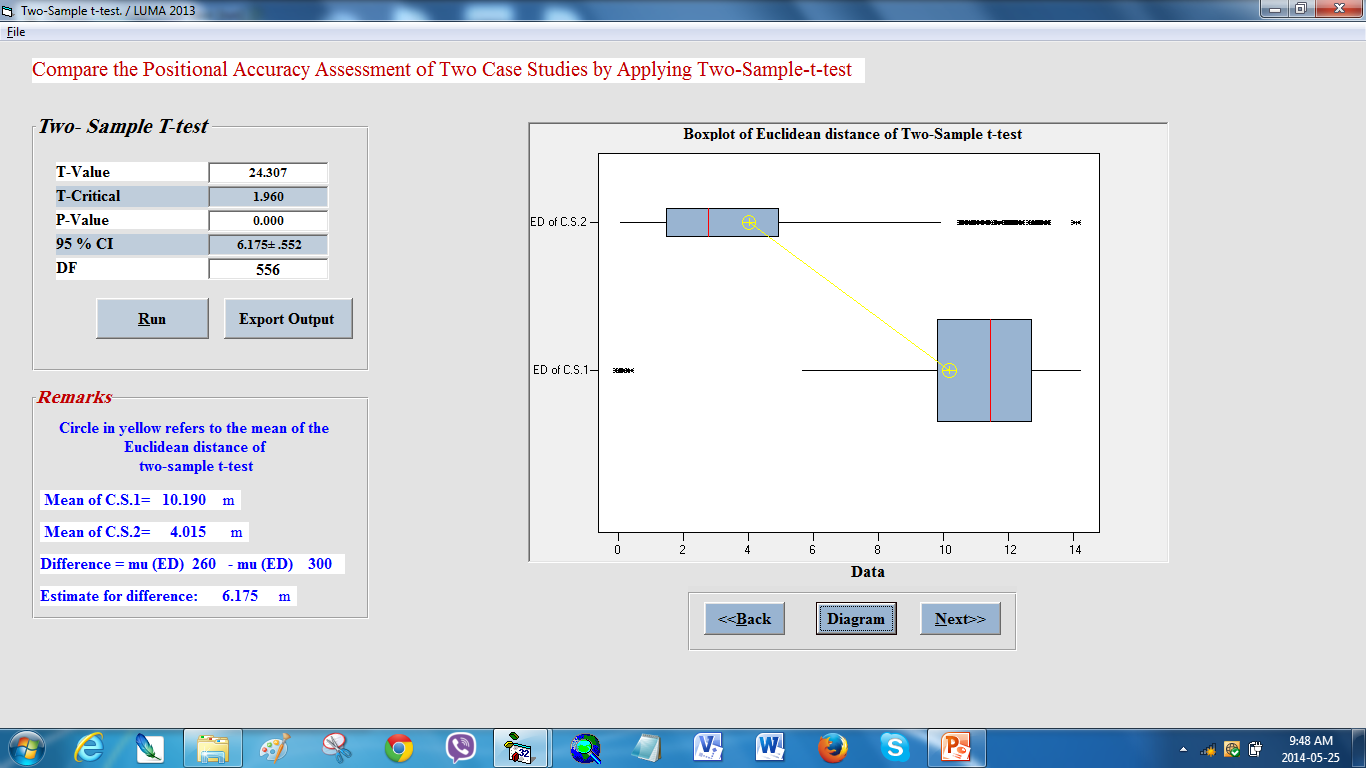 Two-Sample t-test. / LUMA 2013
File
Compare the Positional Accuracy Assessment of Two Case Studies by Applying Two-Sample-t-test
Two- Sample T-test
T-Value 24.307
T-Critical 1.960
P-Value 0.000
95 % CI 6.175± .552
DF 556
Run Export Output
Remarks
Circle in yellow refers to the mean of the
Euclidean distance of
two-sample t-test
Mean of C.S.1= 10.190 m
Mean of C.S.2= 4.015 m
Difference = mu (ED) 260 - mu (ED) 300
Estimate for difference: 6.175 m
Boxplot of Euclidean distance of Two-Sample t-test
ED of C.S.2
ED of C.S.1
0 2 4 6 8 10 12 14
Data
<<Back Diagram Next>>
32
9:48 AM
2014-05-25